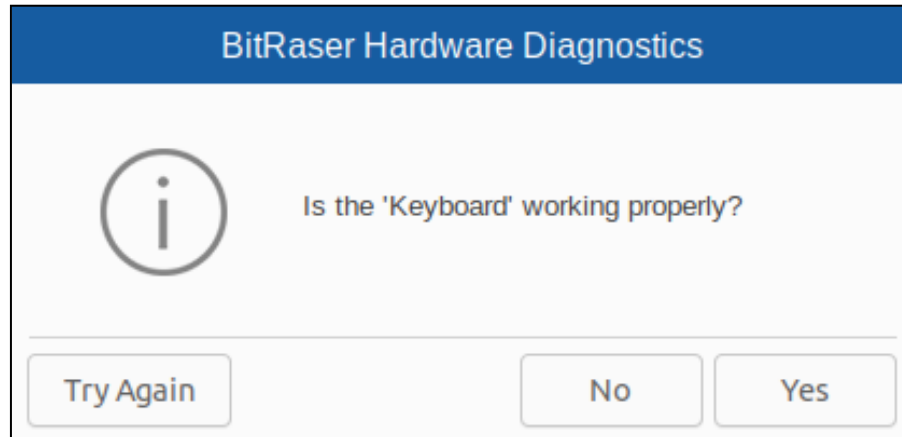 BitRaser Hardware Diagnostics
Is the 'Keyboard' working properly?
Try Again
No
Yes